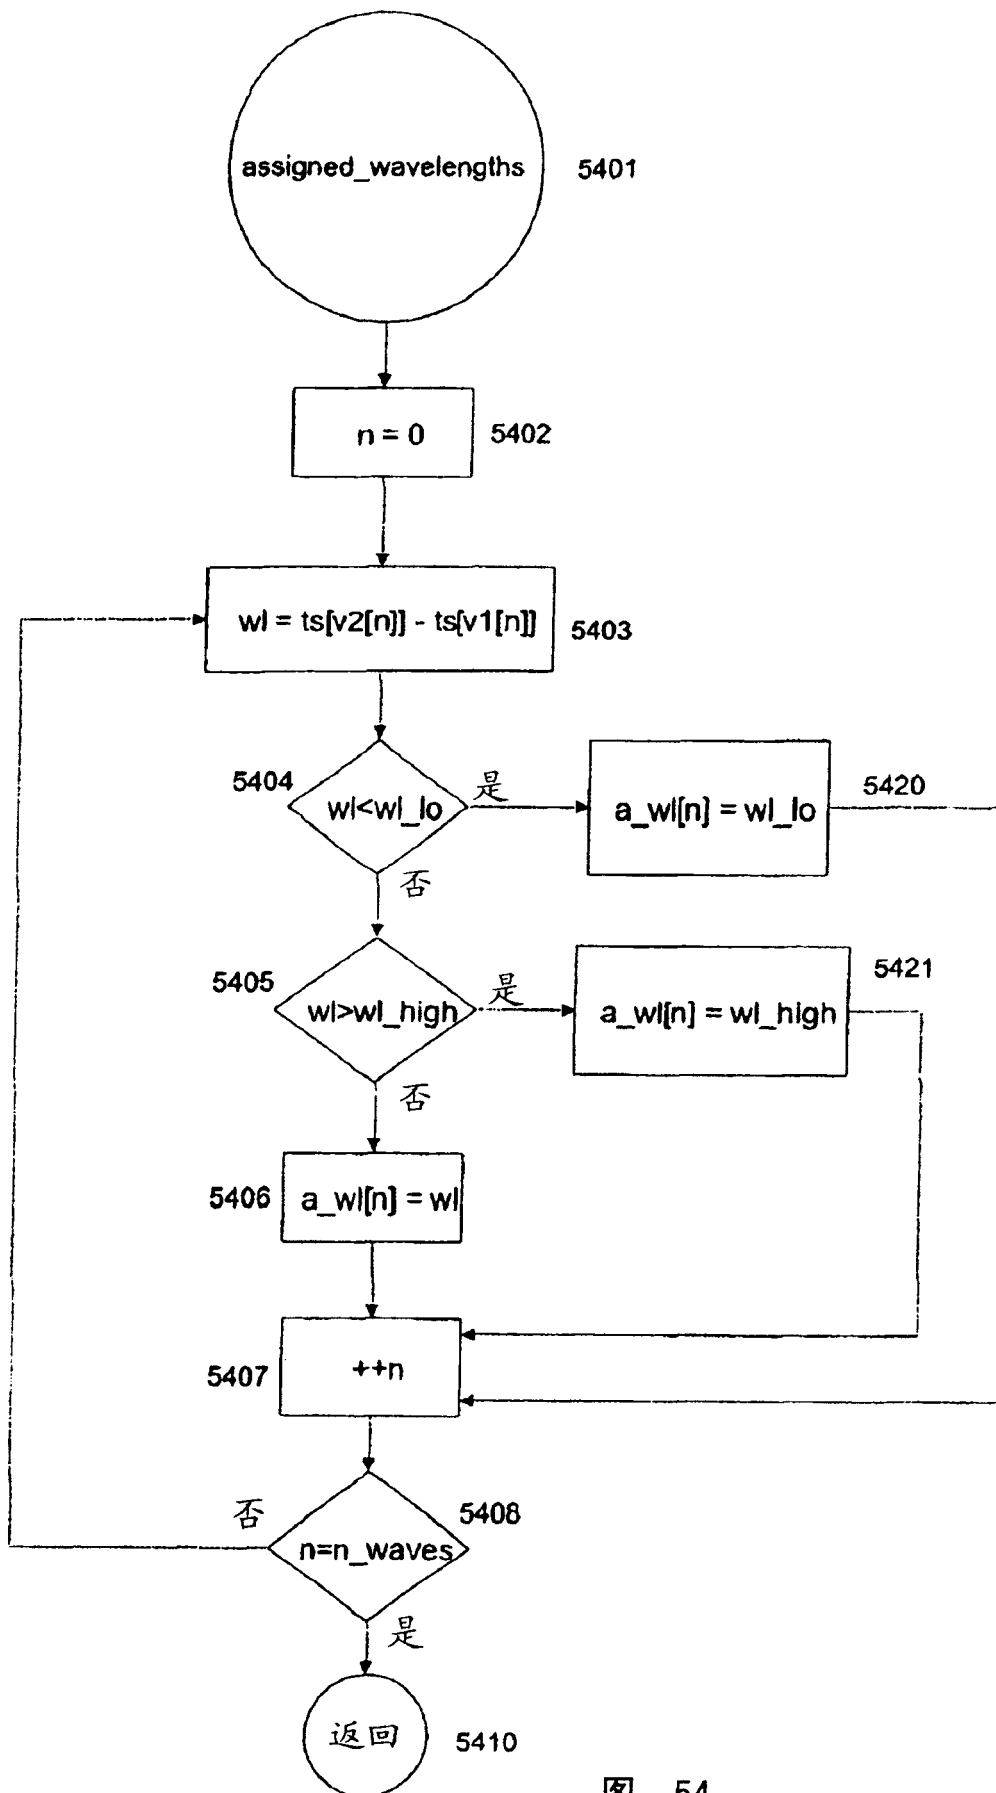 assigned_wavelengths
5401
n = 0
5402
wl = ts[v2[n]] - ts[v1[n]]
5403
5404
wl<wl_lo
是
a_wl[n] = wl_lo
5420
否
5405
wl>wl_high
是
a_wl[n] = wl_high
5421
否
5406
a_wl[n] = wl
5407
++n
否
n=n_waves
5408
是
返回
5410
图 54